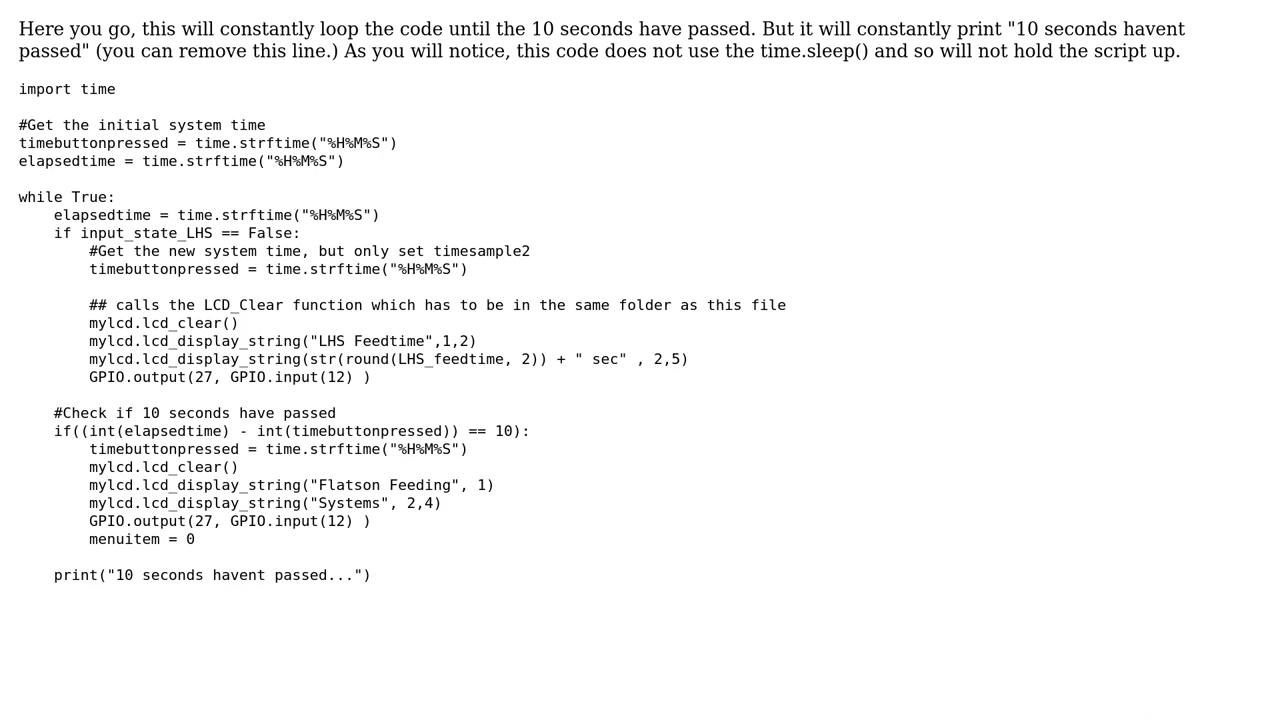 Here you go, this will constantly loop the code until the 10 seconds have passed. But it will constantly print "10 seconds havent
passed" (you can remove this line.) As you will notice, this code does not use the time.sleep() and so will not hold the script up.

import time

#Get the initial system time
timebuttonpressed = time.strftime("%H%M%S")
elapsedtime = time.strftime("%H%M%S")

while True:
    elapsedtime = time.strftime("%H%M%S")
    if input_state_LHS == False:
        #Get the new system time, but only set timesample2
        timebuttonpressed = time.strftime("%H%M%S")

        ## calls the LCD_Clear function which has to be in the same folder as this file
        mylcd.lcd_clear()
        mylcd.lcd_display_string("LHS Feedtime",1,2)
        mylcd.lcd_display_string(str(round(LHS_feedtime, 2)) + " sec" , 2,5)
        GPIO.output(27, GPIO.input(12) )

    #Check if 10 seconds have passed
    if((int(elapsedtime) - int(timebuttonpressed)) == 10):
        timebuttonpressed = time.strftime("%H%M%S")
        mylcd.lcd_clear()
        mylcd.lcd_display_string("Flatson Feeding", 1)
        mylcd.lcd_display_string("Systems", 2,4)
        GPIO.output(27, GPIO.input(12) )
        menuitem = 0

    print("10 seconds havent passed...")